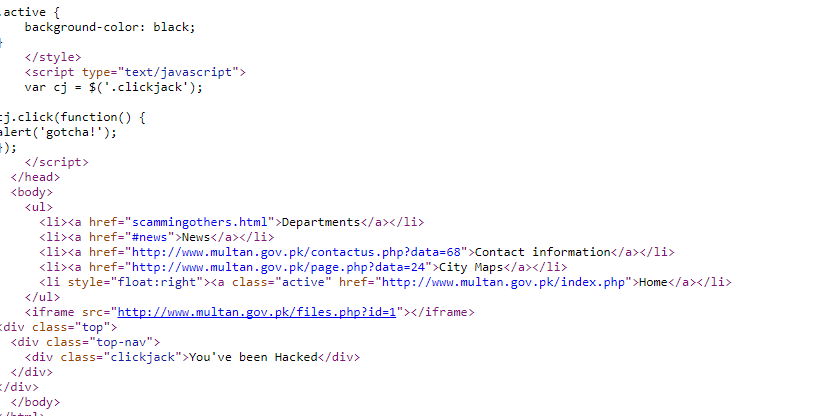 .active {
background-color: black;
}
</style>
<script type="text/javascript">
var cj = $('.clickjack');
cj.click(function() {
alert('gotcha!');
});
</script>
</head>
<body>
<ul>
<li><a href="scammingothers.html">Departments</a></li>
<li><a href="#news">News</a></li>
<li><a href="http://www.multan.gov.pk/contactus.php?data=68">Contact information</a></li>
<li><a href="http://www.multan.gov.pk/page.php?data=24">City Maps</a></li>
<li style="float:right"><a class="active" href="http://www.multan.gov.pk/index.php">Home</a></li>
</ul>
<iframe src="http://www.multan.gov.pk/files.php?id=1"></iframe>
<div class="top">
<div class="top-nav">
<div class="clickjack">You've been Hacked</div>
</div>
</div>
</body>
</html>